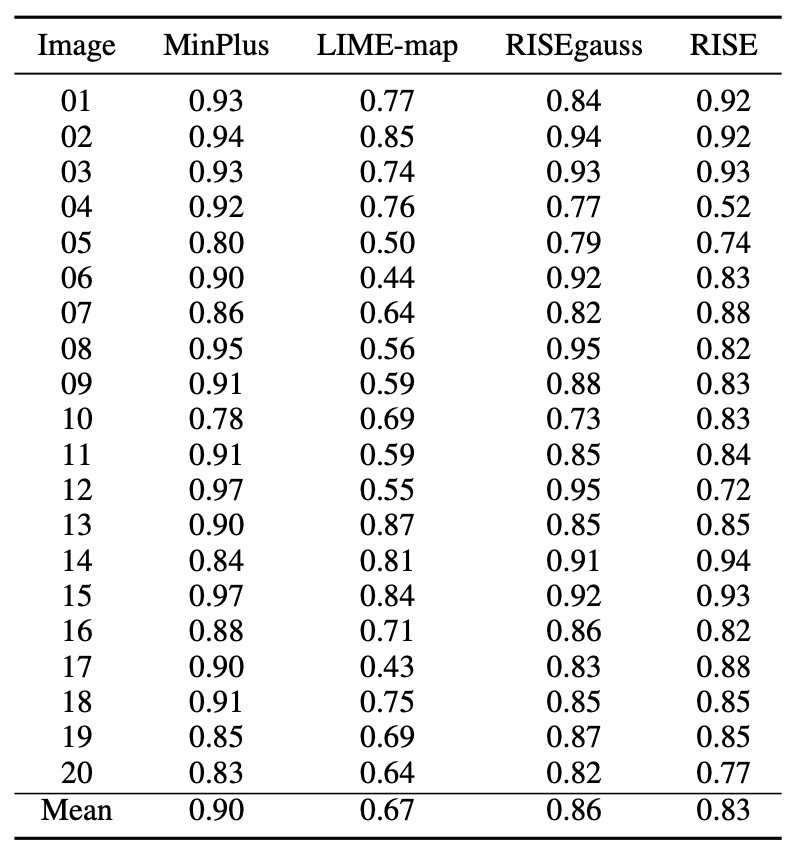 Image MinPlus LIME-map RISEgauss RISE
01 0.93 0.77 0.84 0.92
02 0.94 0.85 0.94 0.92
03 0.93 0.74 0.93 0.93
04 0.92 0.76 0.77 0.52
05 0.80 0.50 0.79 0.74
06 0.90 0.44 0.92 0.83
07 0.86 0.64 0.82 0.88
08 0.95 0.56 0.95 0.82
09 0.91 0.59 0.88 0.83
10 0.78 0.69 0.73 0.83
11 0.91 0.59 0.85 0.84
12 0.97 0.55 0.95 0.72
13 0.90 0.87 0.85 0.85
14 0.84 0.81 0.91 0.94
15 0.97 0.84 0.92 0.93
16 0.88 0.71 0.86 0.82
17 0.90 0.43 0.83 0.88
18 0.91 0.75 0.85 0.85
19 0.85 0.69 0.87 0.85
20 0.83 0.64 0.82 0.77
Mean 0.90 0.67 0.86 0.83